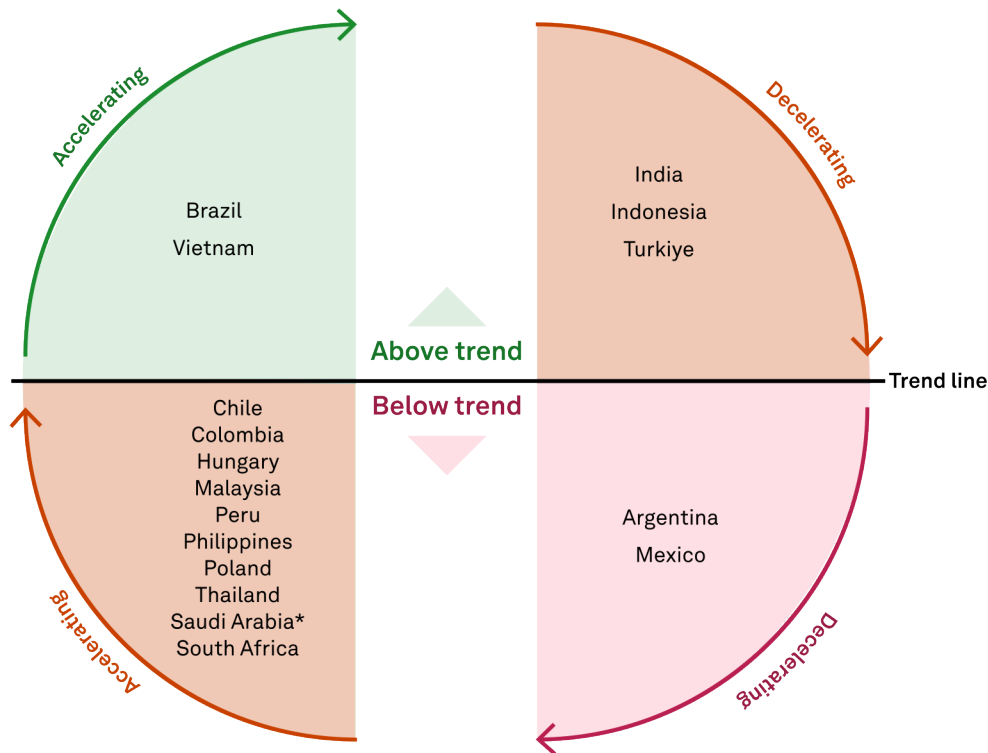 Accelerating
Decelerating
Brazil
Vietnam
India
Indonesia
Turkiye
Above trend
Trend line
Below trend
Chile
Colombia
Hungary
Malaysia
Peru
Philippines
Poland
Thailand
Saudi Arabia*
South Africa
Argentina
Mexico
Accelerating
Decelerating